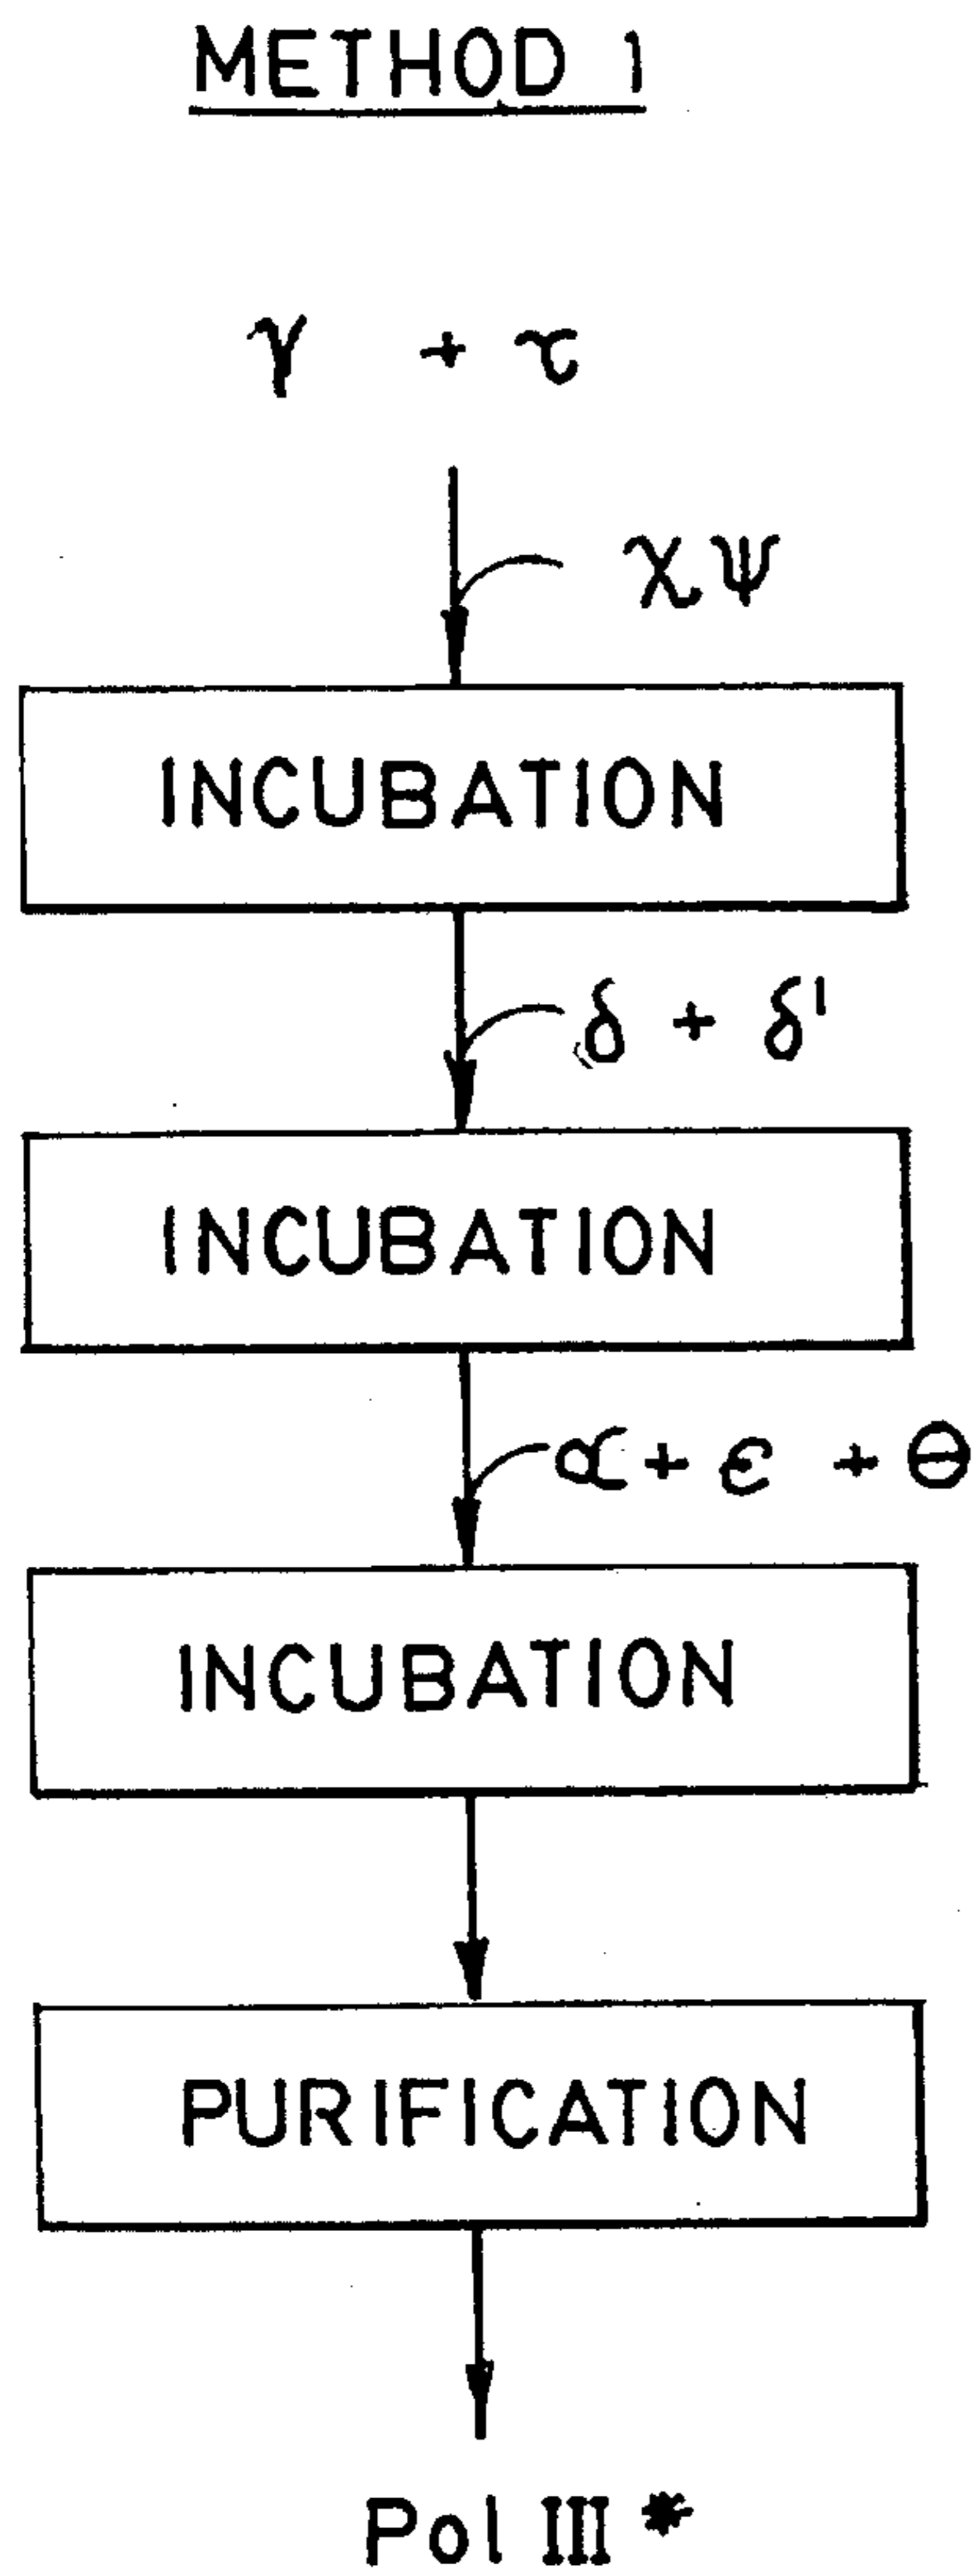 METHOD 1
γ + τ
χψ
INCUBATION
δ + δ'
INCUBATION
α + ε + θ
INCUBATION
PURIFICATION
Pol III *